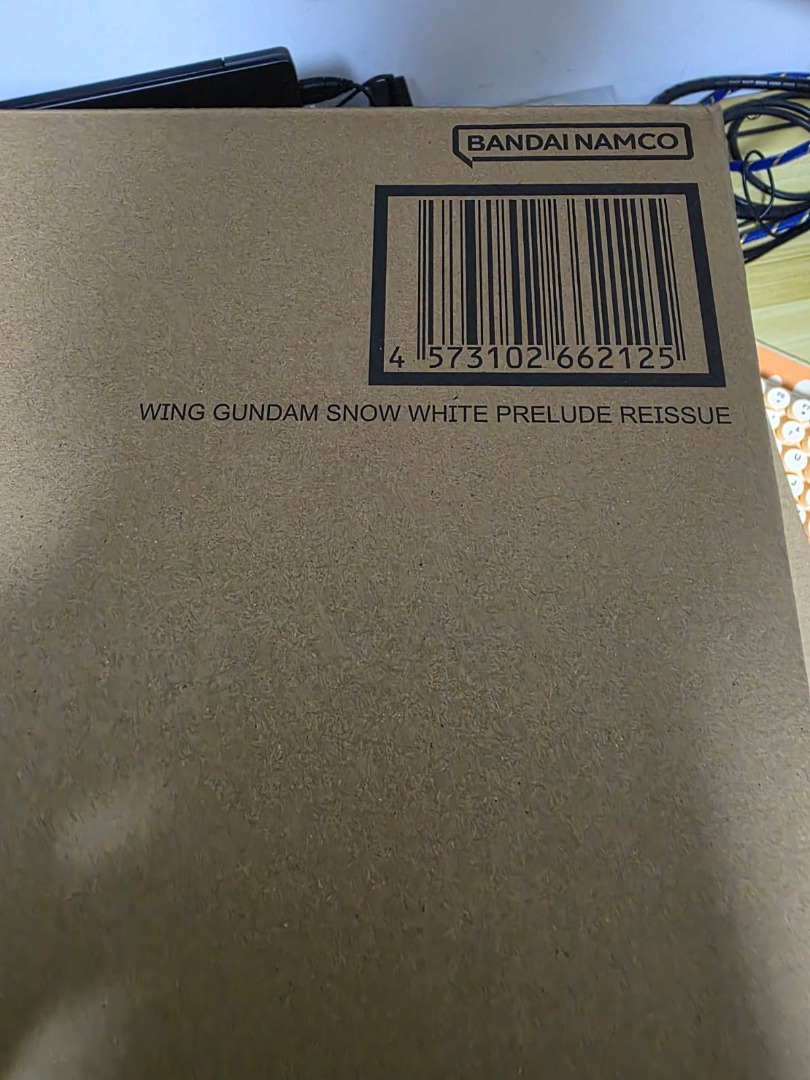 BANDAI NAMCO
4 573102 662125
WING GUNDAM SNOW WHITE PRELUDE REISSUE